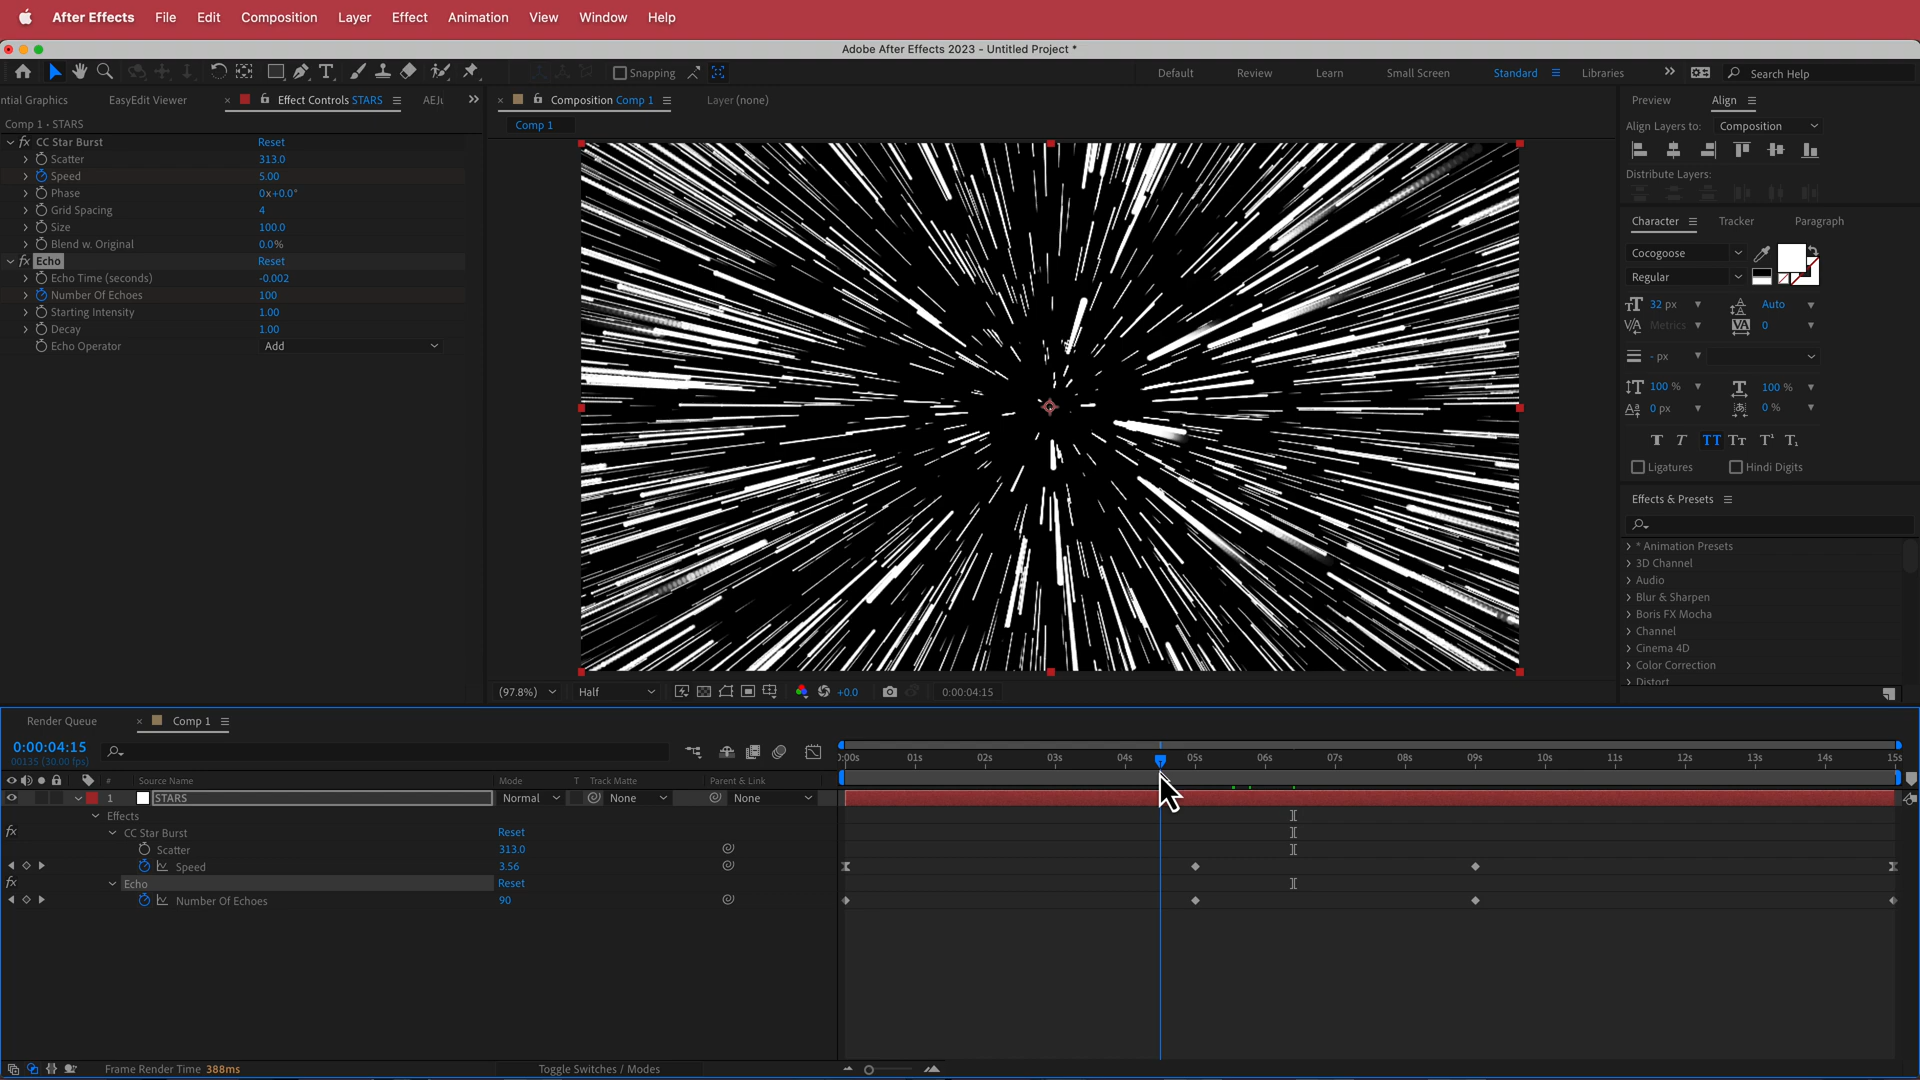 After Effects File Edit Composition Layer Effect Animation View Window Help
Adobe After Effects 2023 - Untitled Project *
Snapping Default Review Learn Small Screen Standard Libraries Search Help
ntial Graphics EasyEdit Viewer Effect Controls STARS
Composition Comp 1 Layer (none)
Preview Align
Comp 1 • STARS
Comp 1
CC Star Burst Reset
Scatter 313.0
Speed 5.00
Phase 0x+0.0°
Grid Spacing 4
Size 100.0
Blend w. Original 0.0%
Echo Reset
Echo Time (seconds) -0.002
Number Of Echoes 100
Starting Intensity 1.00
Decay 1.00
Echo Operator Add
Align Layers to: Composition
Distribute Layers:
Character Tracker Paragraph
Cocogoose
Regular
32 px Auto
Metrics 0
- px
100 % 100 %
0 px 0 %
T T TT Tт T¹ T₁
Ligatures Hindi Digits
Effects & Presets
* Animation Presets
3D Channel
Audio
Blur & Sharpen
Boris FX Mocha
Channel
Cinema 4D
Color Correction
Distort
(97.8%) Half +0.0 0:00:04:15
Render Queue Comp 1
0:00:04:15
00135 (30.00 fps)
):00s 01s 02s 03s 04s 05s 06s 07s 08s 09s 10s 11s 12s 13s 14s 15s
# Source Name Mode T Track Matte Parent & Link
1 STARS Normal None None
Effects
fx CC Star Burst Reset
Scatter 313.0
Speed 3.56
fx Echo Reset
Number Of Echoes 90
Frame Render Time 388ms Toggle Switches / Modes